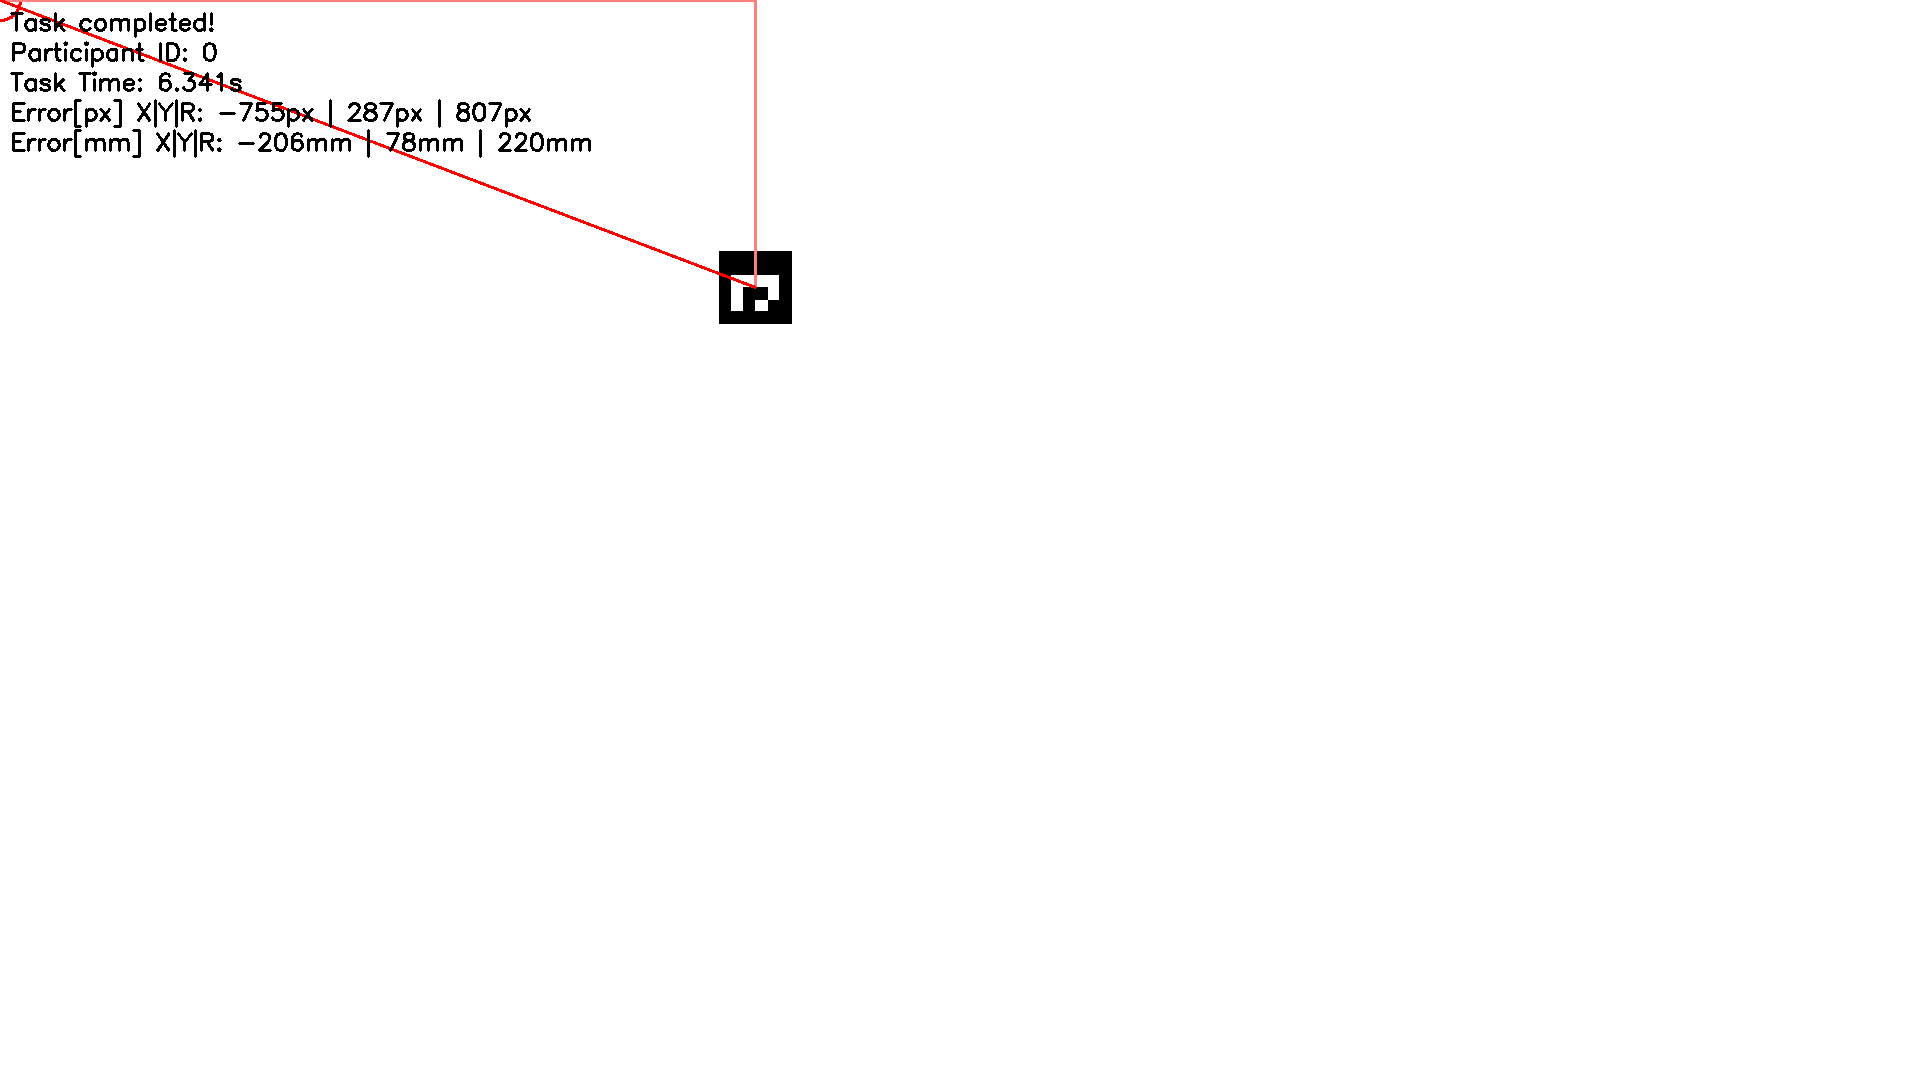 Task completed!
Participant ID: 0
Task Time: 6.341s
Error[px] X|Y|R: -755px | 287px | 807px
Error[mm] X|Y|R: -206mm | 78mm | 220mm